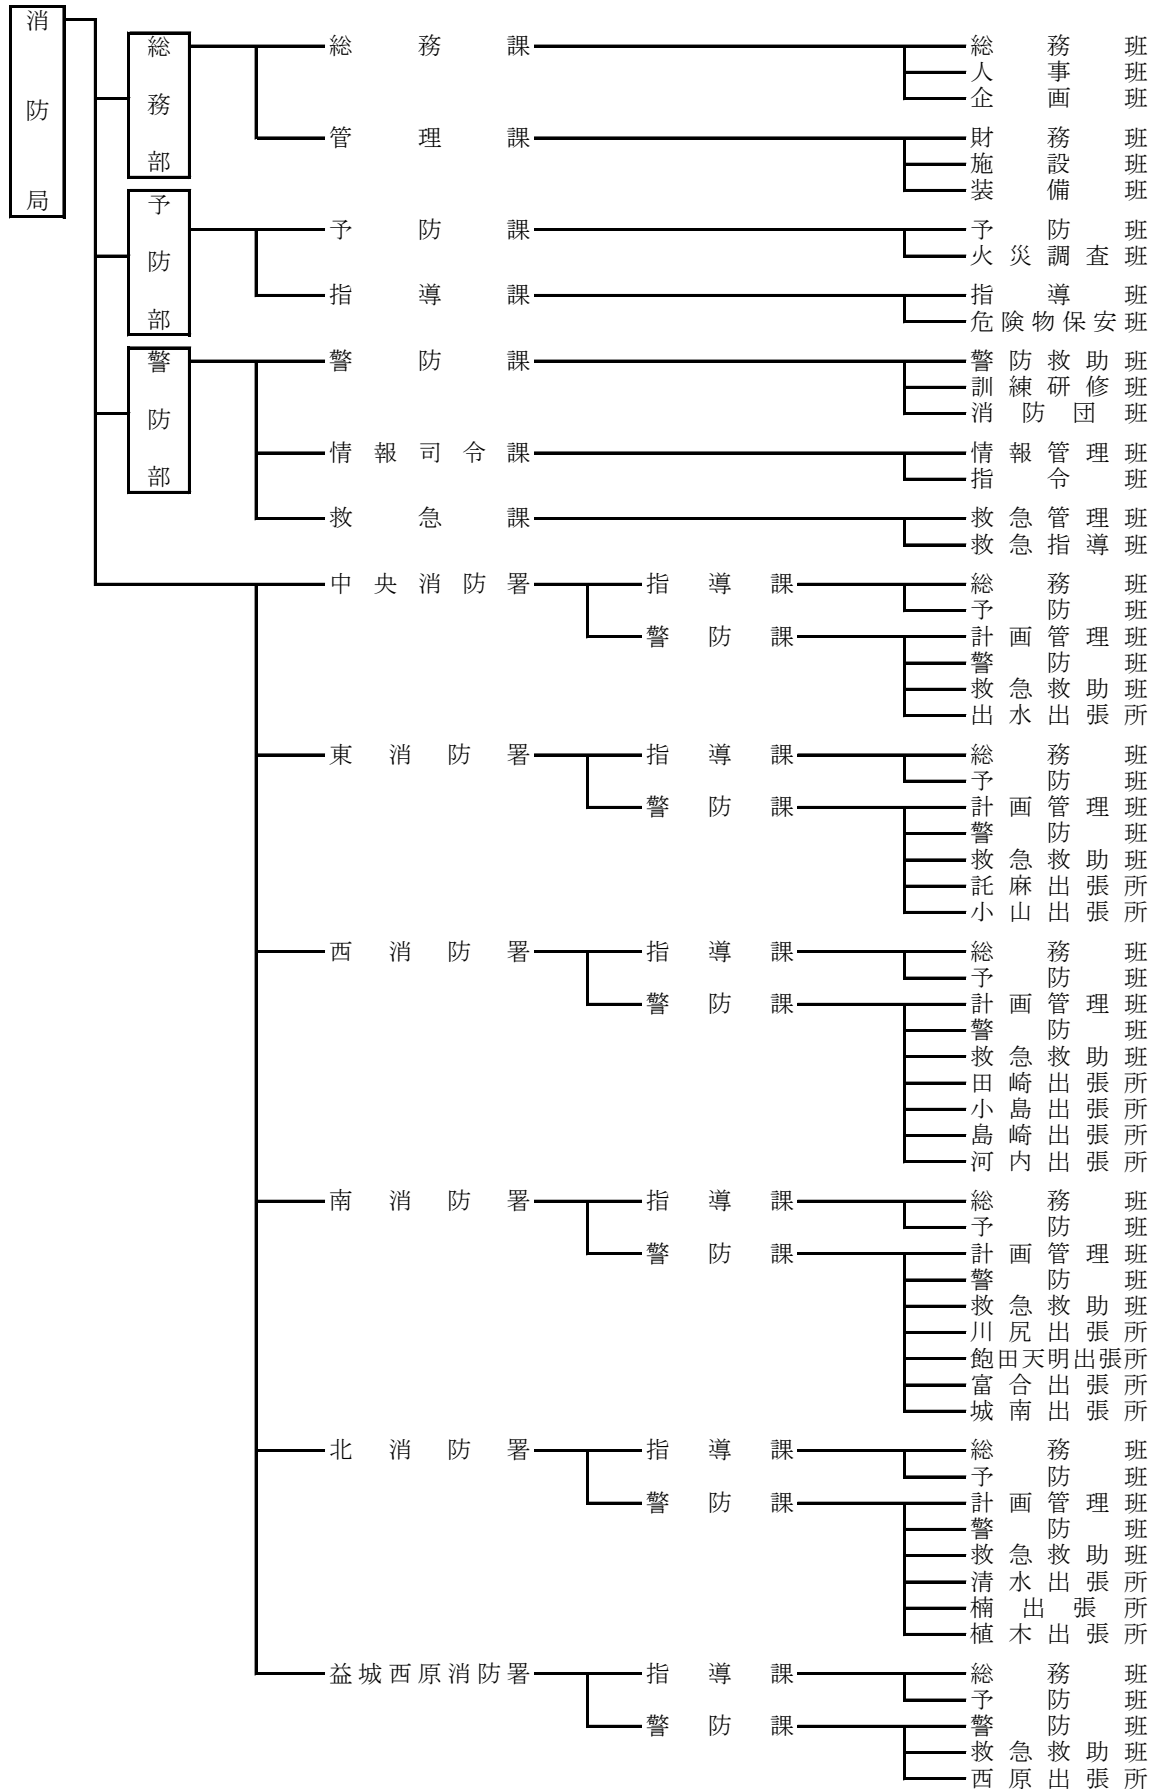 消防局
総務部
総務課 総務班
人事班
企画班
管理課 財務班
施設班
装備班
予防部
予防課 予防班
火災調査班
指導課 指導班
危険物保安班
警防部
警防課 警防救助班
訓練研修班
消防団班
情報司令課 情報管理班
指令班
救急課 救急管理班
救急指導班
中央消防署 指導課 総務班
予防班
警防課 計画管理班
警防班
救急救助班
出水出張所
東消防署 指導課 総務班
予防班
警防課 計画管理班
警防班
救急救助班
託麻出張所
小山出張所
西消防署 指導課 総務班
予防班
警防課 計画管理班
警防班
救急救助班
田崎出張所
小島出張所
島崎出張所
河内出張所
南消防署 指導課 総務班
予防班
警防課 計画管理班
警防班
救急救助班
川尻出張所
飽田天明出張所
富合出張所
城南出張所
北消防署 指導課 総務班
予防班
警防課 計画管理班
警防班
救急救助班
清水出張所
楠出張所
植木出張所
益城西原消防署 指導課 総務班
予防班
警防課 警防班
救急救助班
西原出張所